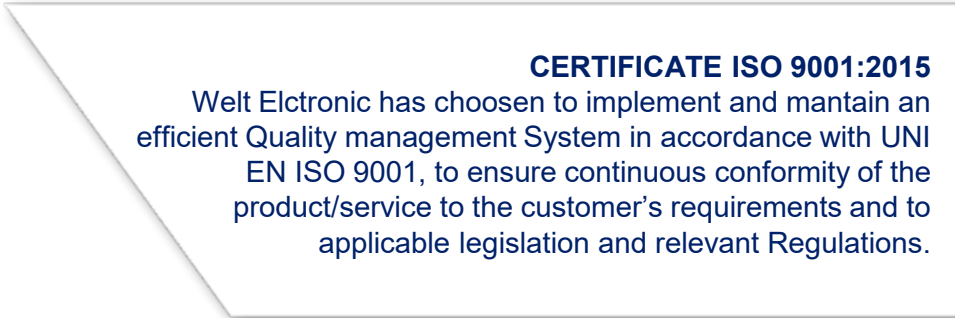 CERTIFICATE ISO 9001:2015
Welt Elctronic has choosen to implement and mantain an
efficient Quality management System in accordance with UNI
EN ISO 9001, to ensure continuous conformity of the
product/service to the customer’s requirements and to
applicable legislation and relevant Regulations.